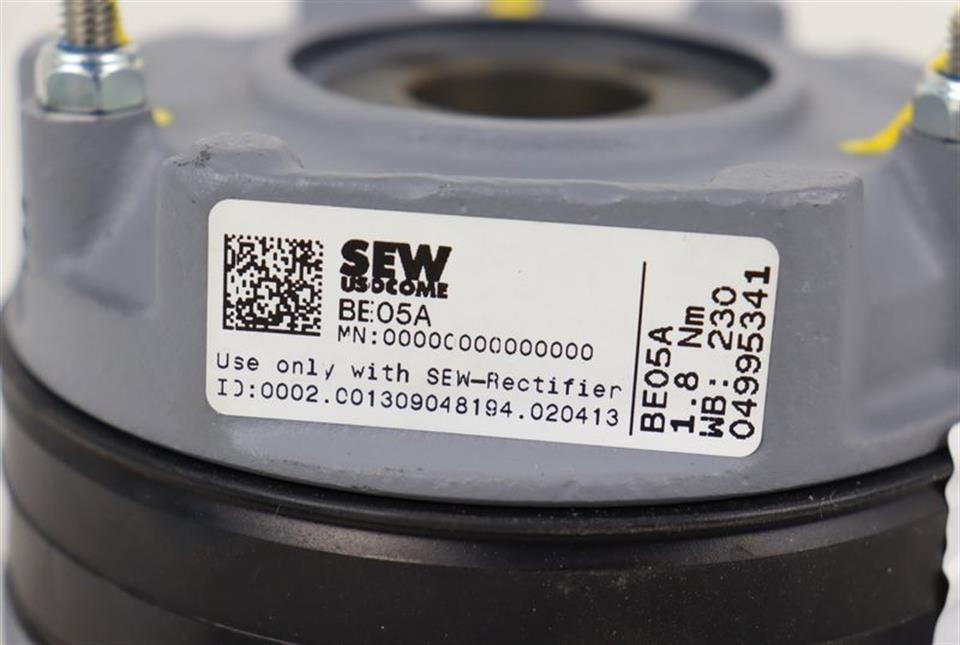 SEW
USOCOME
BE05A
MN:00000000000000
Use only with SEW-Rectifier
ID:0002.001309048194.020413
BE05A
1.8 Nm
WB: 230
04995341